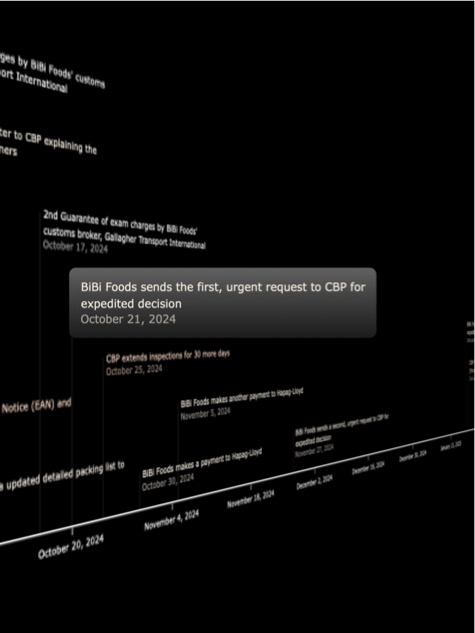 ges by BiBi Foods' customs
ort International
ter to CBP explaining the
ners
2nd Guarantee of exam charges by BiBi Foods'
customs broker, Gallagher Transport International
October 17, 2024
BiBi Foods sends the first, urgent request to CBP for
expedited decision
October 21, 2024
CBP extends inspections for 30 more days
October 25, 2024
Notice (EAN) and
BiBi Foods makes another payment to Hapag-Lloyd
November 5, 2024
BiBi Foods sends a second, urgent request to CBP for
expedited decision
November 27, 2024
a updated detailed packing list to
BiBi Foods makes a payment to Hapag-Lloyd
October 30, 2024
October 20, 2024
November 4, 2024
November 18, 2024
December 2, 2024
December 16, 2024
December 30, 2024
January 13, 2025